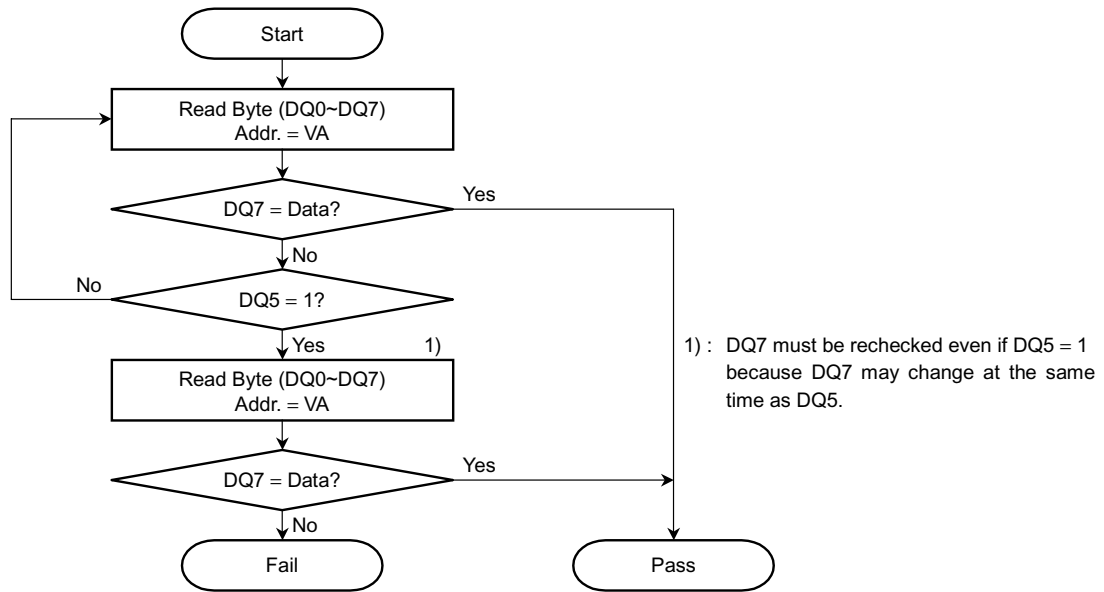 Start
Read Byte (DQ0~DQ7)
Addr. = VA
DQ7 = Data?
Yes
No
No
DQ5 = 1?
Yes
1)
Read Byte (DQ0~DQ7)
Addr. = VA
DQ7 = Data?
Yes
No
Fail
Pass
1) : DQ7 must be rechecked even if DQ5 = 1
because DQ7 may change at the same
time as DQ5.